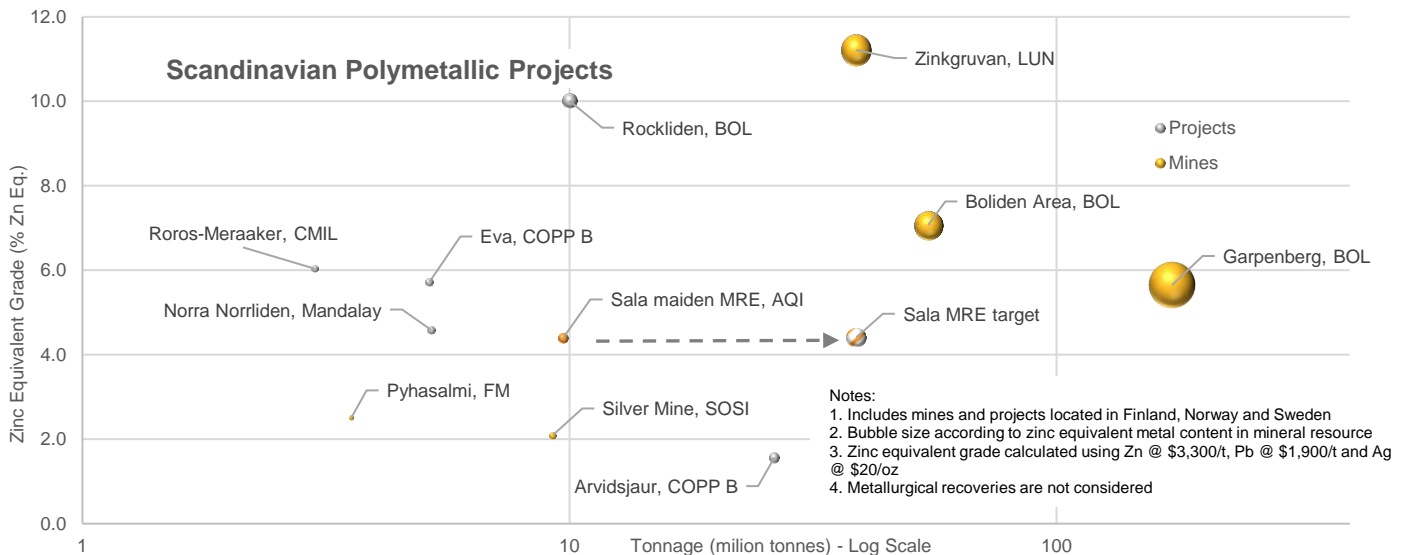 12.0
Scandinavian Polymetallic Projects
Zinkgruvan, LUN
10.0
Rockliden, BOL
Projects
Mines
8.0
Boliden Area, BOL
Roros-Meraaker, CMIL
Eva, COPP B
Garpenberg, BOL
6.0
Norra Norrliden, Mandalay
Sala maiden MRE, AQI
Sala MRE target
4.0
Pyhasalmi, FM
Silver Mine, SOSI
2.0
Arvidsjaur, COPP B
0.0
Zinc Equivalent Grade (% Zn Eq.)
Notes:
1. Includes mines and projects located in Finland, Norway and Sweden
2. Bubble size according to zinc equivalent metal content in mineral resource
3. Zinc equivalent grade calculated using Zn @ $3,300/t, Pb @ $1,900/t and Ag
@ $20/oz
4. Metallurgical recoveries are not considered
1
10
Tonnage (milion tonnes) - Log Scale
100